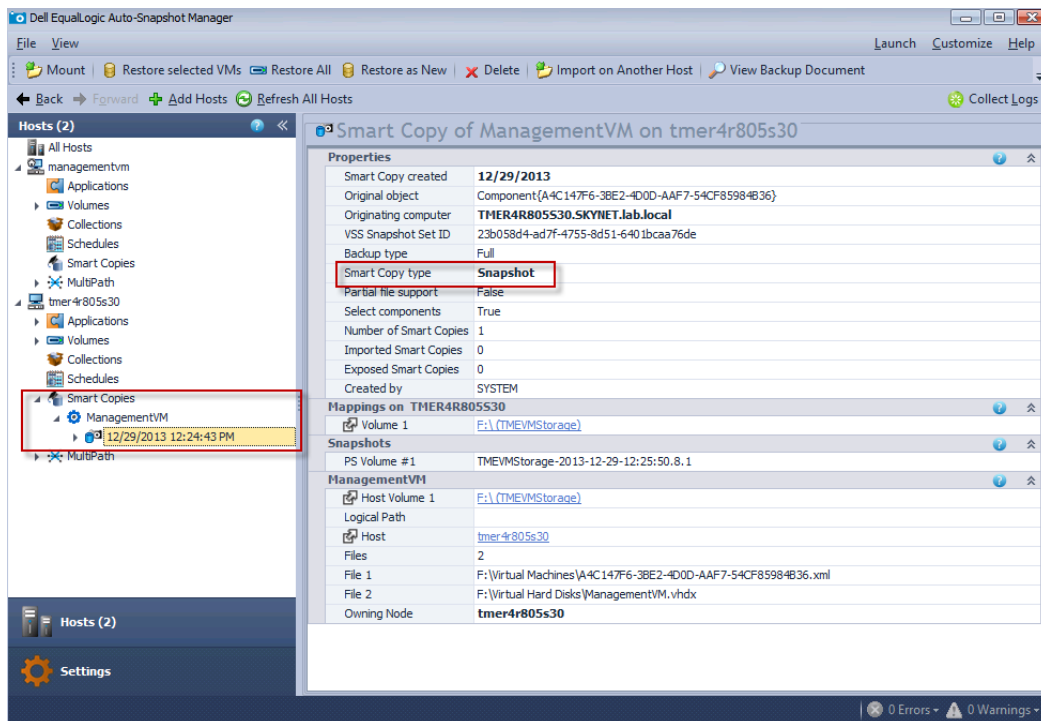 Dell EqualLogic Auto-Snapshot Manager
File View Launch Customize Help
Mount Restore selected VMs Restore All Restore as New Delete Import on Another Host View Backup Document
Back Forward Add Hosts Refresh All Hosts Collect Logs
Hosts (2)
All Hosts
managementvm
Applications
Volumes
Collections
Schedules
Smart Copies
MultiPath
tmer4r805s30
Applications
Volumes
Collections
Schedules
Smart Copies
ManagementVM
12/29/2013 12:24:43 PM
MultiPath
Hosts (2)
Settings
Smart Copy of ManagementVM on tmer4r805s30
Properties
Smart Copy created 12/29/2013
Original object Component{A4C147F6-3BE2-4D0D-AAF7-54CF85984B36}
Originating computer TMER4R805S30.SKYNET.lab.local
VSS Snapshot Set ID 23b058d4-ad7f-4755-8d51-6401bcaa76de
Backup type Full
Smart Copy type Snapshot
Partial file support False
Select components True
Number of Smart Copies 1
Imported Smart Copies 0
Exposed Smart Copies 0
Created by SYSTEM
Mappings on TMER4R805S30
Volume 1 F:\ (TMEVMStorage)
Snapshots
PS Volume #1 TMEVMStorage-2013-12-29-12:25:50.8.1
ManagementVM
Host Volume 1 F:\ (TMEVMStorage)
Logical Path
Host tmer4r805s30
Files 2
File 1 F:\Virtual Machines\A4C147F6-3BE2-4D0D-AAF7-54CF85984B36.xml
File 2 F:\Virtual Hard Disks\ManagementVM.vhdx
Owning Node tmer4r805s30
0 Errors 0 Warnings